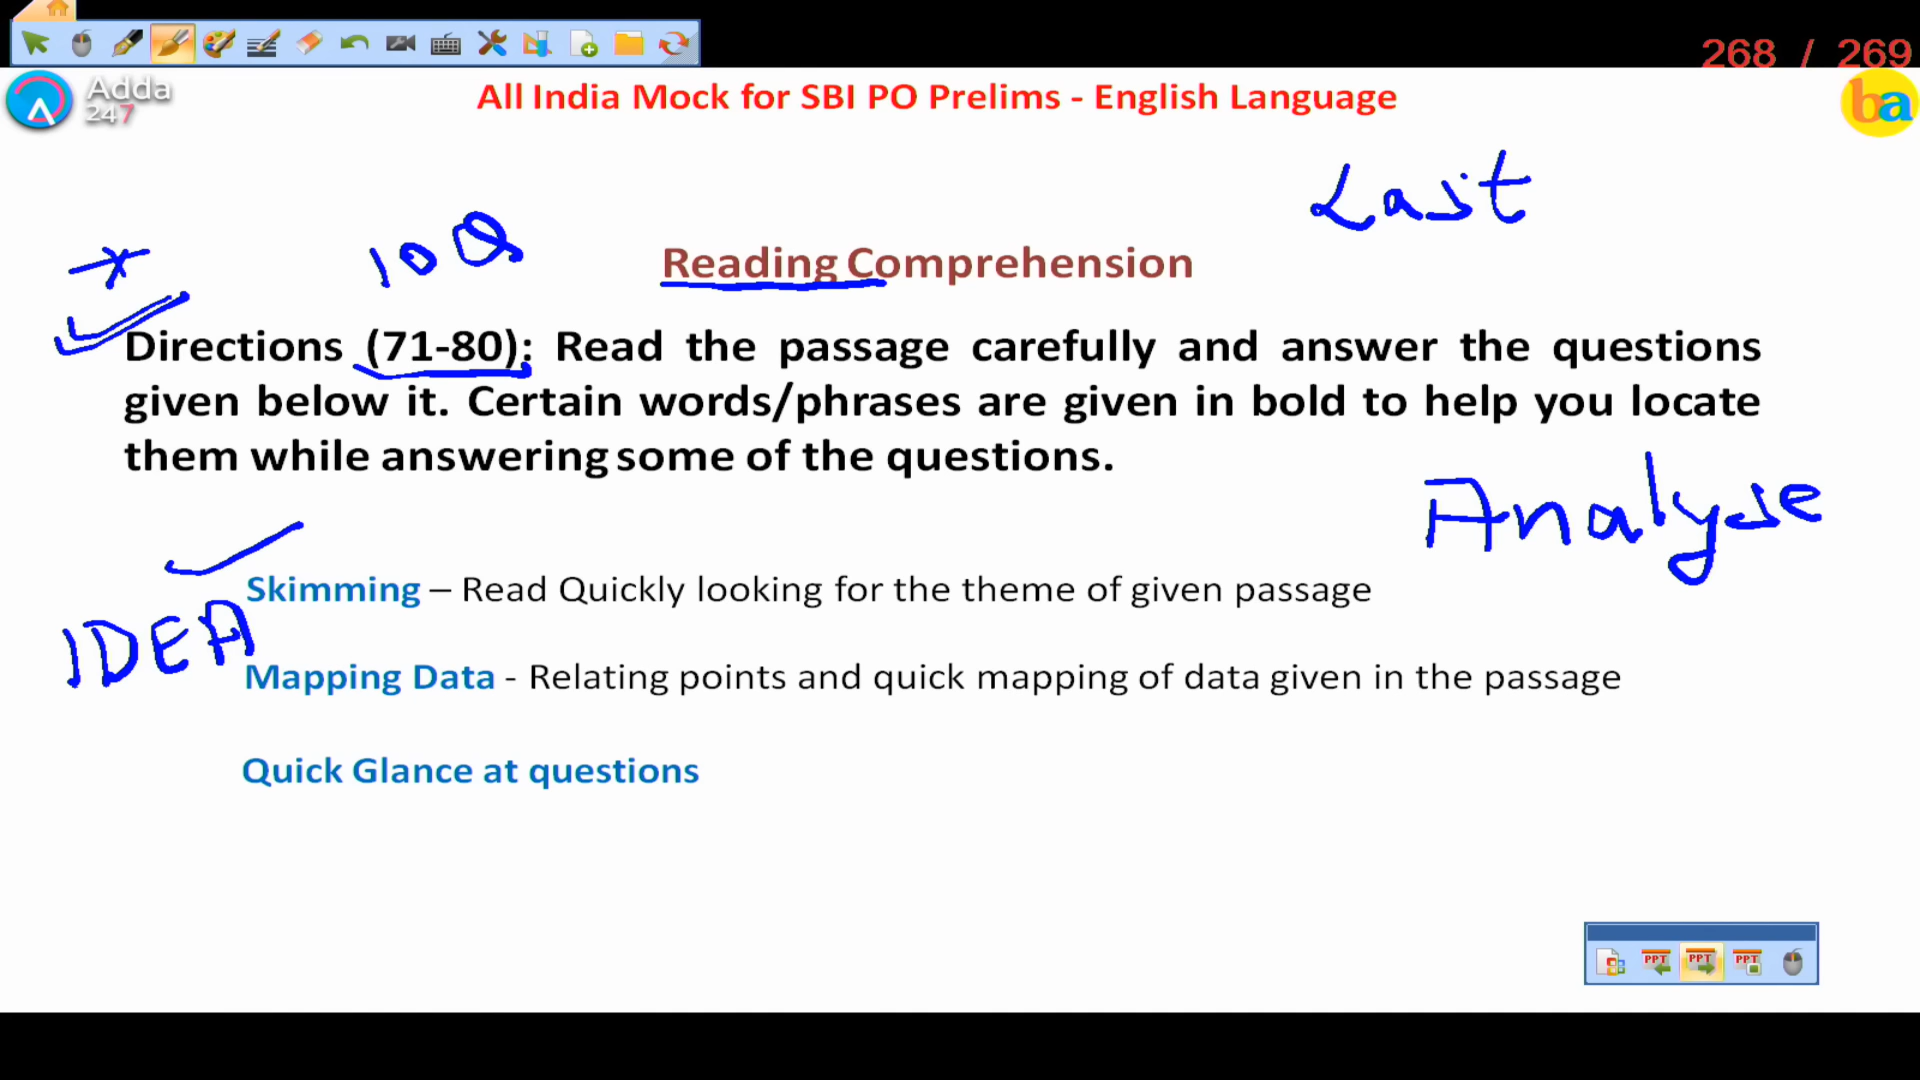 268 / 269
Adda
247
All India Mock for SBI PO Prelims - English Language
ba
Last
10Q
Reading Comprehension
Directions (71-80): Read the passage carefully and answer the questions
given below it. Certain words/phrases are given in bold to help you locate
them while answering some of the questions.
Analyse
Skimming – Read Quickly looking for the theme of given passage
IDEA
Mapping Data - Relating points and quick mapping of data given in the passage
Quick Glance at questions
PPT PPT PPT